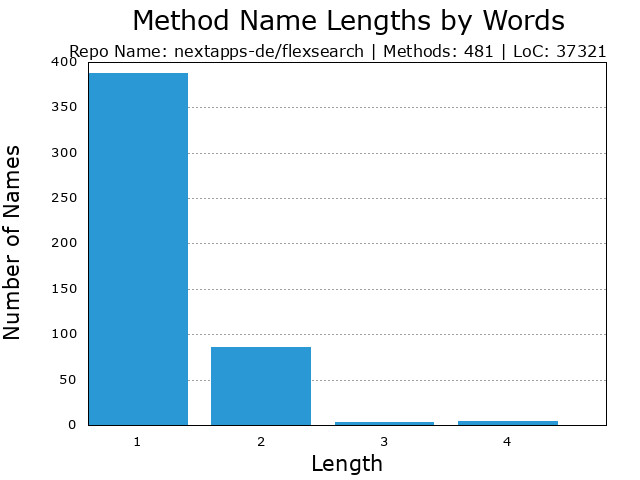 Method Name Lengths by Words
Repo Name: nextapps-de/flexsearch | Methods: 481 | LoC: 37321
400
350
300
250
200
150
100
50
0
Number of Names
1 2 3 4
Length